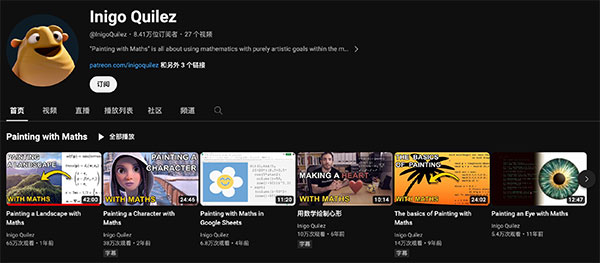 Inigo Quilez
@InigoQuilez • 8.41万位订阅者 • 27 个视频
"Painting with Maths" is all about using mathematics with purely artistic goals within the m...
patreon.com/inigoquilez 和另外 3 个链接
订阅
首页 视频 直播 播放列表 社区 频道
Painting with Maths 全部播放
PAINTING A LANDSCAPE WITH MATHS 42:00
PAINTING A CHARACTER WITH MATHS 24:45
11:20
MAKING A HEART WITH MATHS 10:14
THE BASICS OF PAINTING WITH MATHS 24:02
12:47
Painting a Landscape with Maths
Inigo Quilez
65万次观看 • 1年前
Painting a Character with Maths
Inigo Quilez
38万次观看 • 2年前
字幕
Painting with Maths in Google Sheets
Inigo Quilez
6.8万次观看 • 4年前
用数学绘制心形
Inigo Quilez
10万次观看 • 6年前
字幕
The basics of Painting with Maths
Inigo Quilez
14万次观看 • 9年前
字幕
Painting an Eye with Maths
Inigo Quilez
5.4万次观看 • 11年前